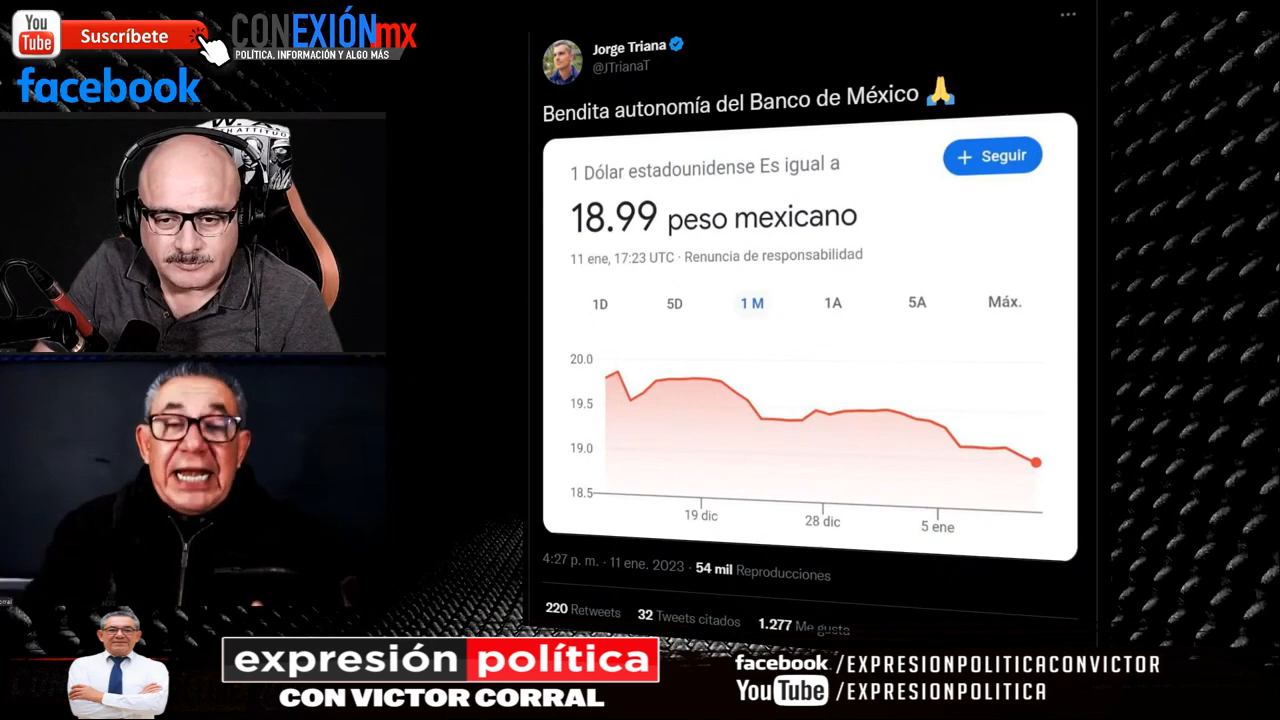 You
Tube
Suscríbete
CONEXIÓN.mx
POLÍTICA, INFORMACIÓN Y ALGO MÁS
facebook
Jorge Triana
@JTrianaT
Bendita autonomía del Banco de México
1 Dólar estadounidense Es igual a
+ Seguir
18.99 peso mexicano
11 ene, 17:23 UTC · Renuncia de responsabilidad
1D 5D 1 M 1A 5A Máx.
20.0
19.5
19.0
18.5
19 dic 28 dic 5 ene
4:27 p. m. · 11 ene. 2023 · 54 mil Reproducciones
220 Retweets 32 Tweets citados 1.277 Me gusta
expresión política
CON VICTOR CORRAL
facebook /EXPRESIONPOLITICACONVICTOR
YouTube /EXPRESIONPOLITICA